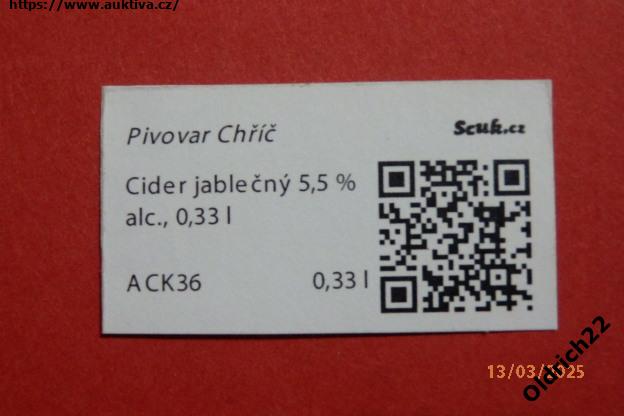 https://www.auktiva.cz/
Pivovar Chříč
Scuk.cz
Cider jablečný 5,5 %
alc., 0,33 l
ACK36 0,33 l
13/03/2025
Oldrich22